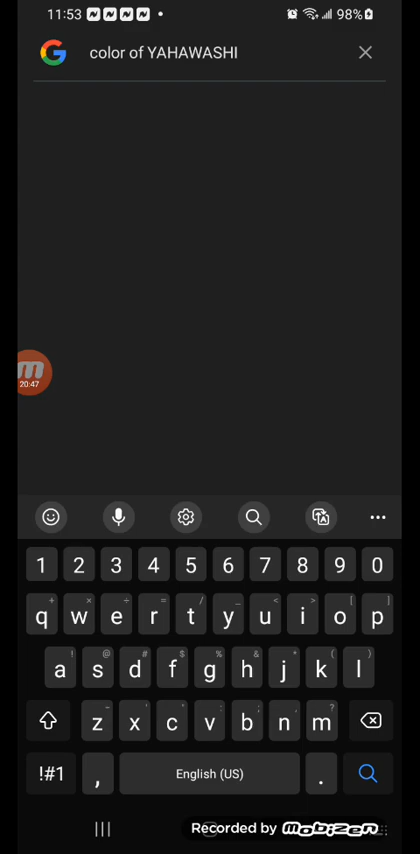 11:53 98%
color of YAHAWASHI
20:47
1 2 3 4 5 6 7 8 9 0
+ × ÷ = / _ < > [ ]
q w e r t y u i o p
! @ # $ % ^ & * ( )
a s d f g h j k l
- ' " : ; , ?
z x c v b n m
!#1 , English (US) .
Recorded by mobizen